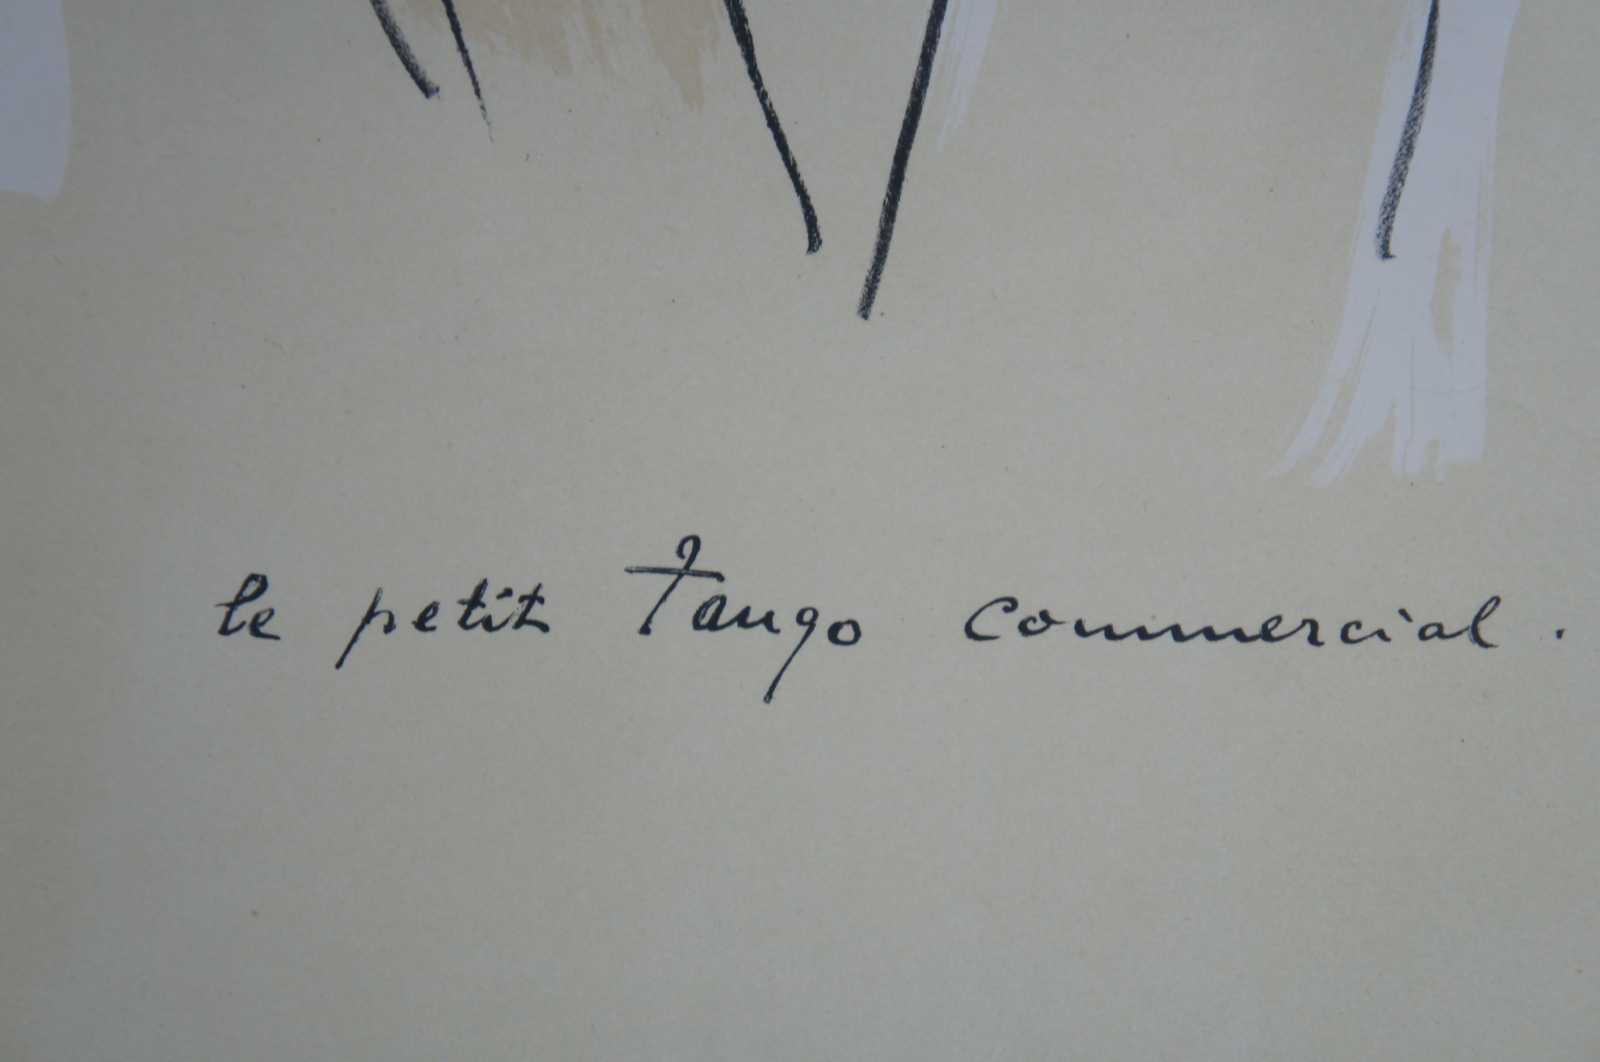 le petit Tango commercial.